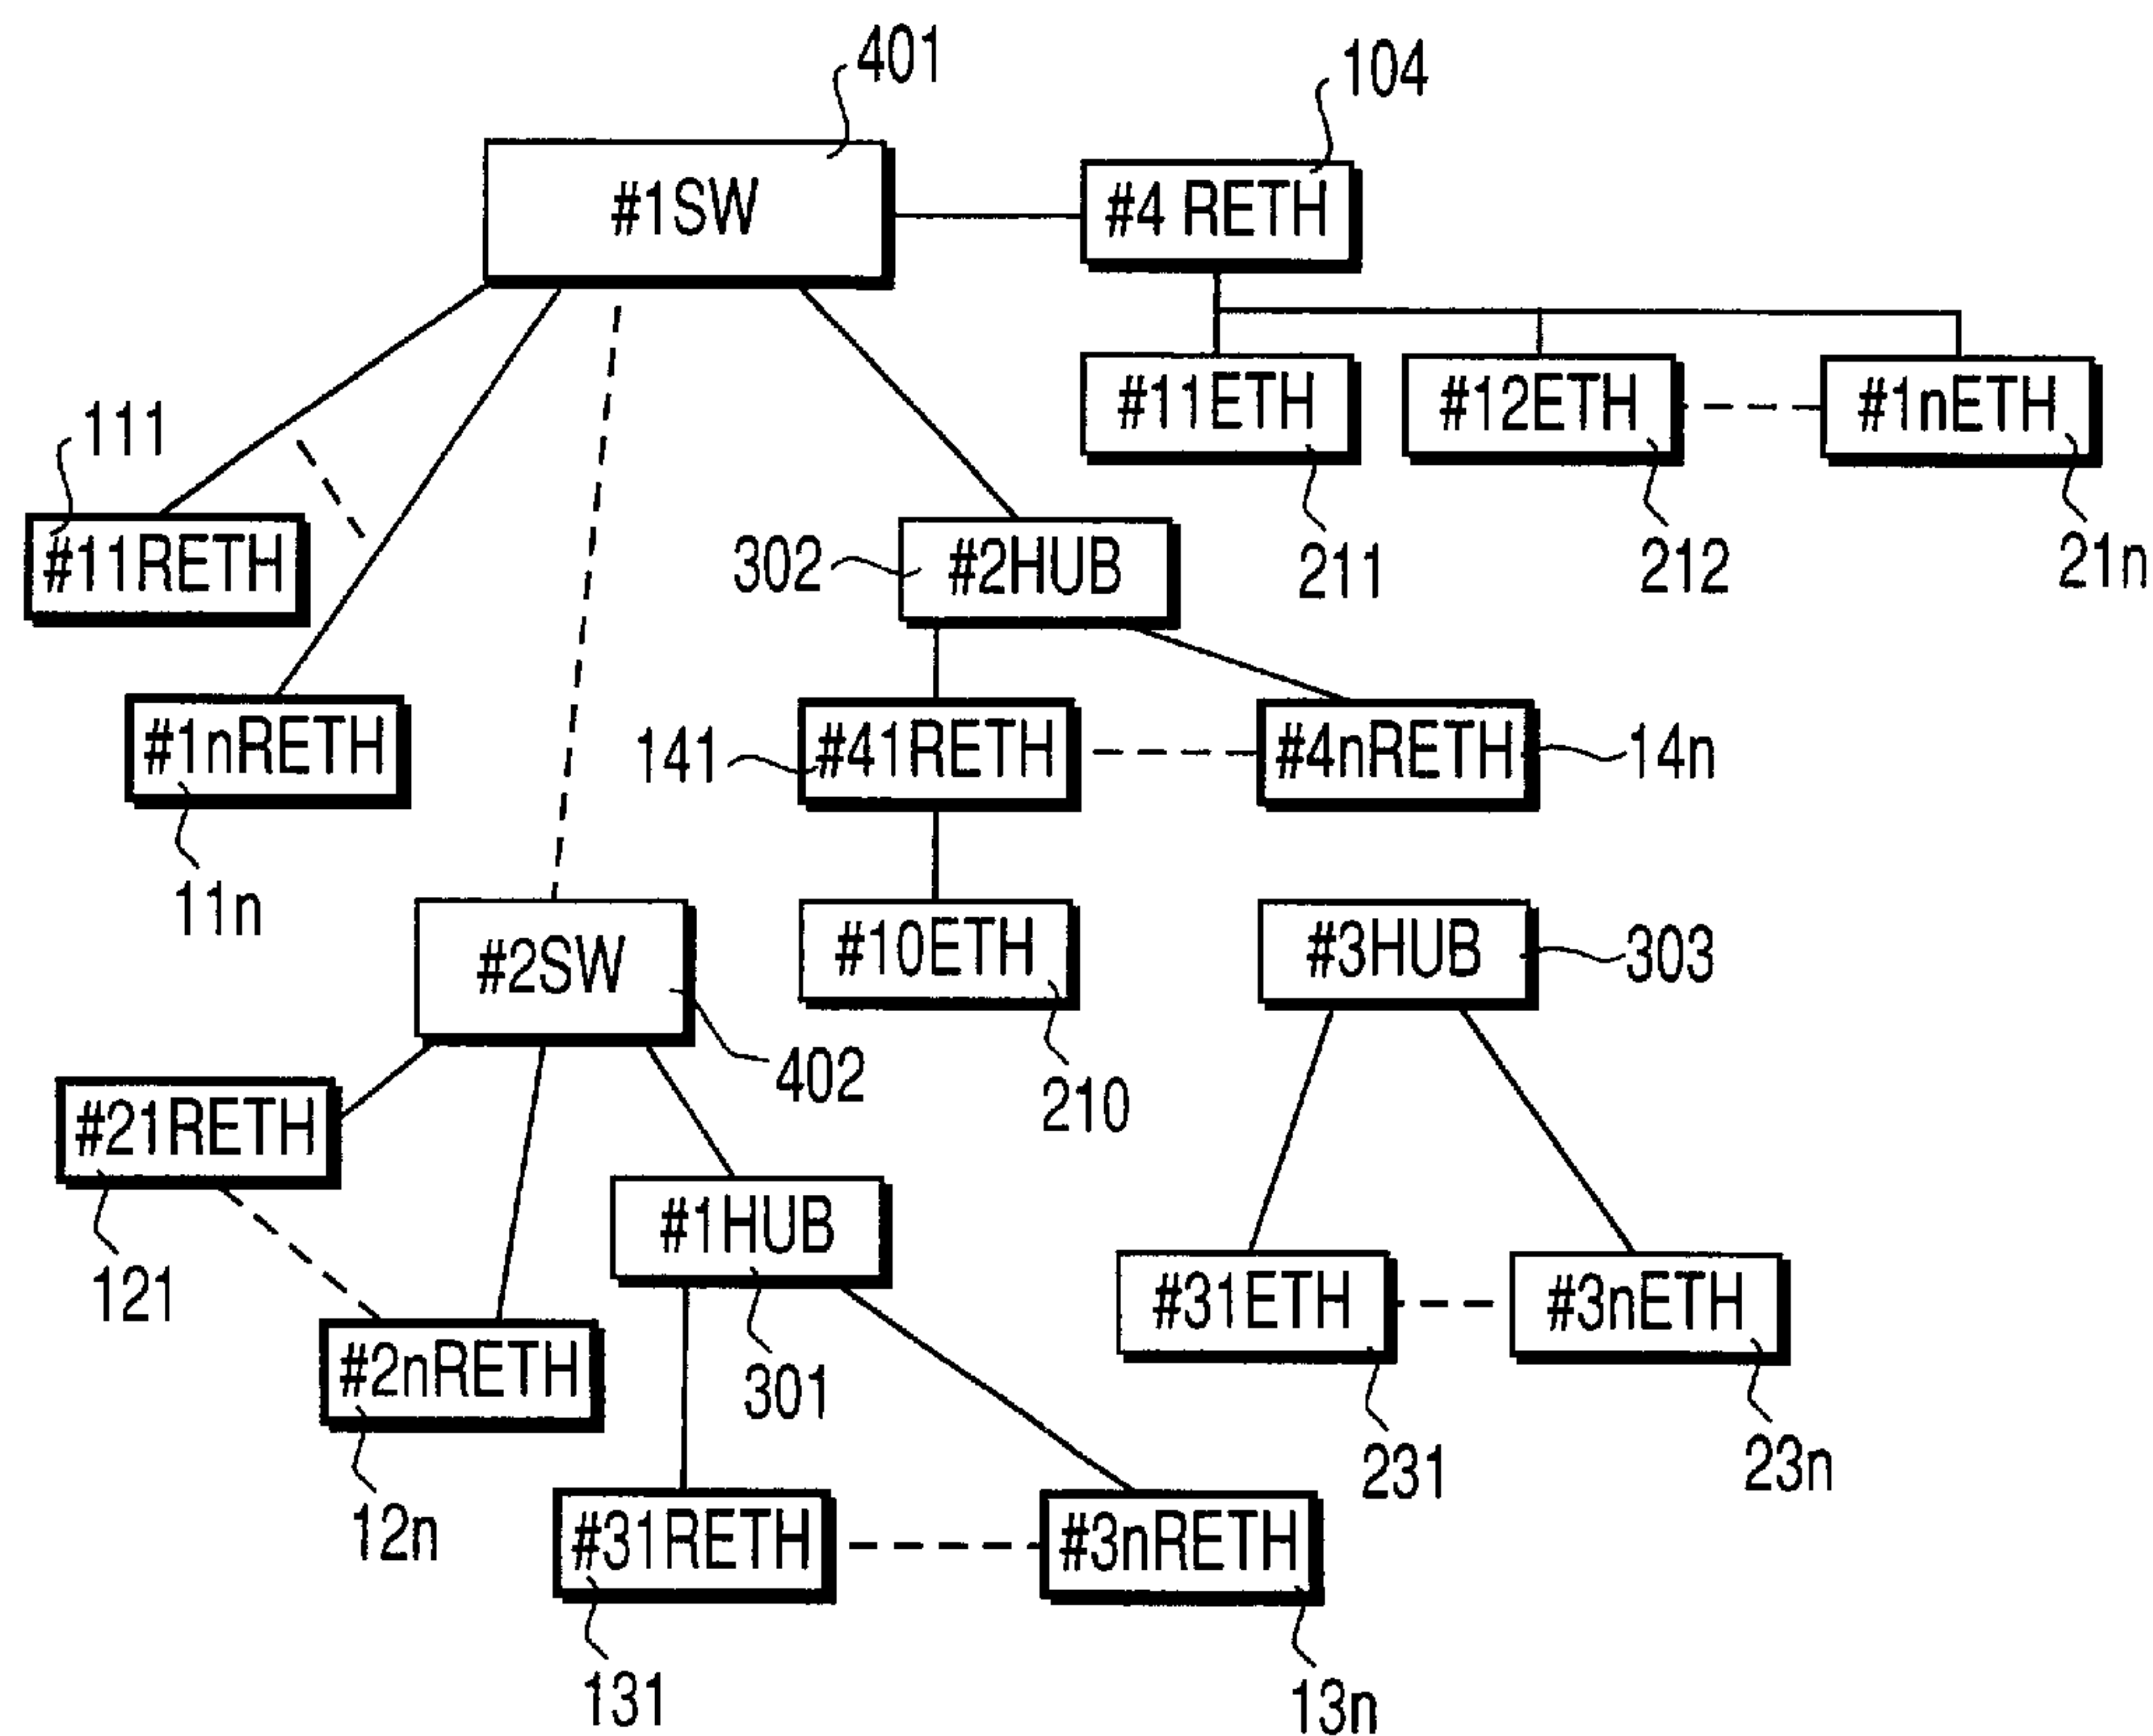 401
104
#1SW
#4 RETH
111
#11ETH
#12ETH
#1nETH
#11RETH
302
#2HUB
211
212
21n
#1nRETH
141
#41RETH
#4nRETH
14n
11n
#2SW
#10ETH
#3HUB
303
402
210
#21RETH
#1HUB
121
#31ETH
#3nETH
#2nRETH
301
231
23n
12n
#31RETH
#3nRETH
131
13n